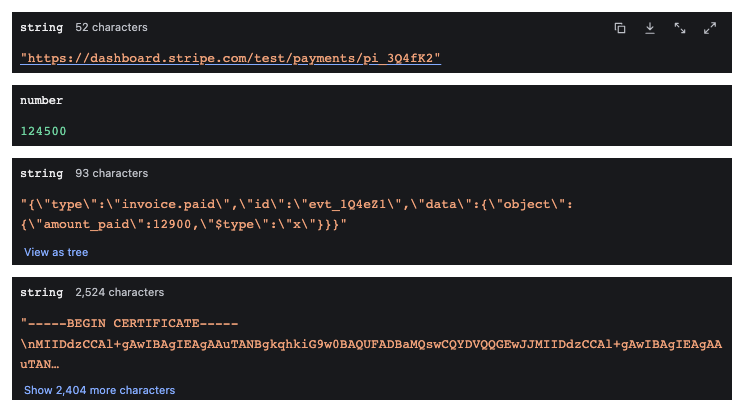 string 52 characters
"https://dashboard.stripe.com/test/payments/pi_3Q4fK2"
number
124500
string 93 characters
"{\"type\":\"invoice.paid\",\"id\":\"evt_1Q4eZ1\",\"data\":{\"object\":
{\"amount_paid\":12900,\"$type\":\"x\"}}}"
View as tree
string 2,524 characters
"-----BEGIN CERTIFICATE-----
\nMIIDdzCCAl+gAwIBAgIEAgAAuTANBgkqhkiG9w0BAQUFADBaMQswCQYDVQQGEwJJMIIDdzCCAl+gAwIBAgIEAgAA
uTAN…
Show 2,404 more characters